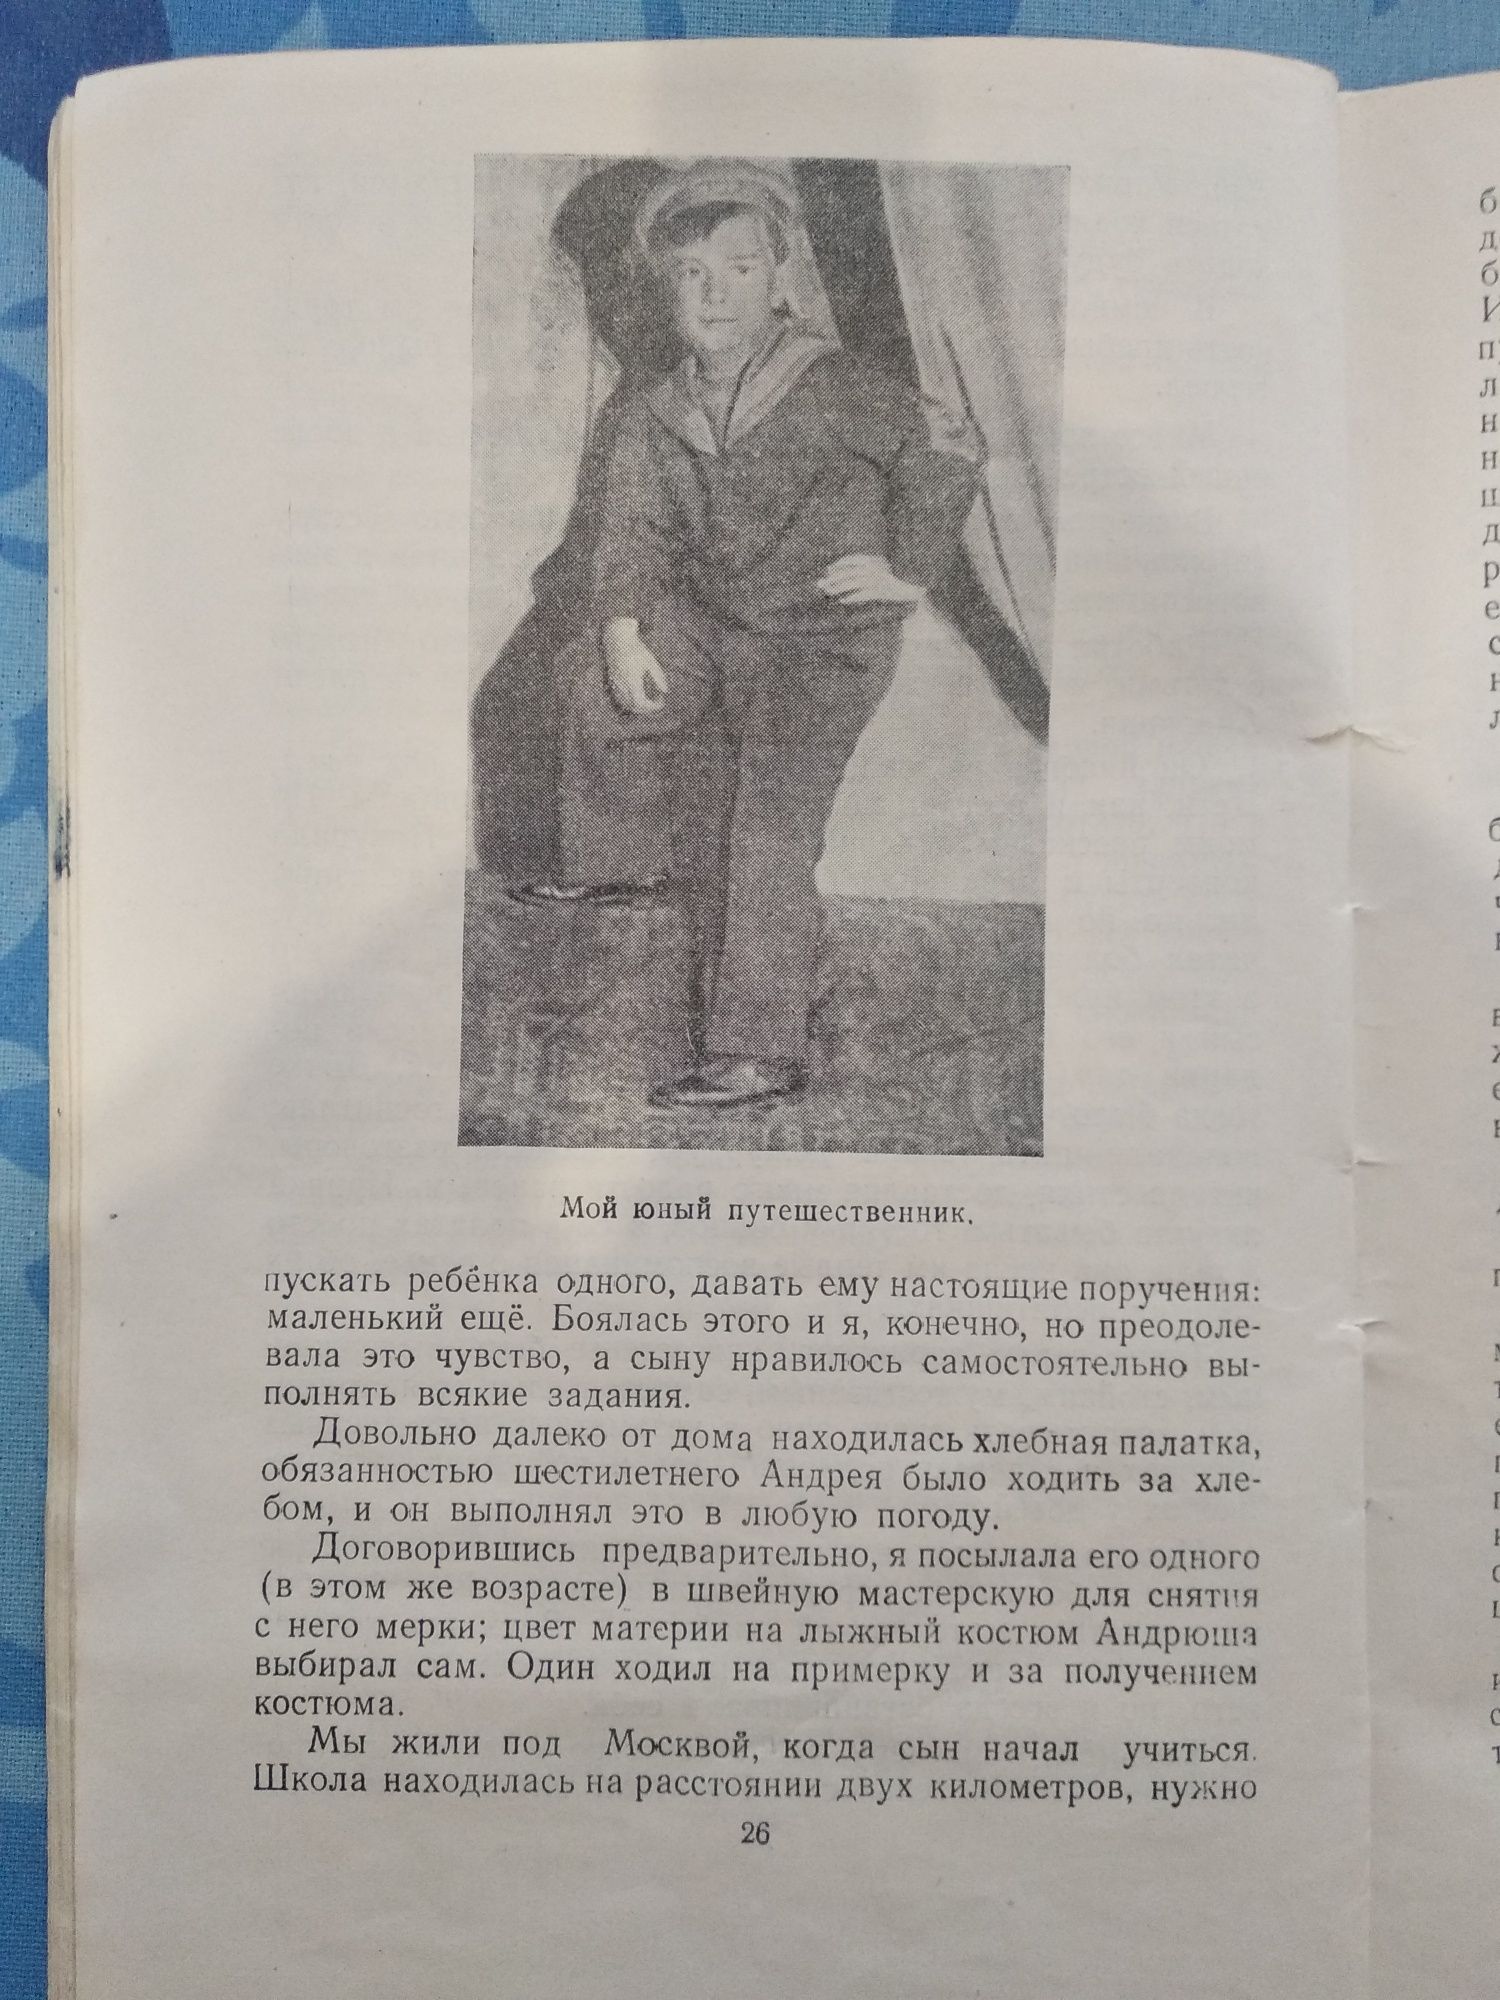 Мой юный путешественник.
пускать ребёнка одного, давать ему настоящие поручения:
маленький ещё. Боялась этого и я, конечно, но преодоле-
вала это чувство, а сыну нравилось самостоятельно вы-
полнять всякие задания.
Довольно далеко от дома находилась хлебная палатка,
обязанностью шестилетнего Андрея было ходить за хле-
бом, и он выполнял это в любую погоду.
Договорившись предварительно, я посылала его одного
(в этом же возрасте) в швейную мастерскую для снятия
с него мерки; цвет материи на лыжный костюм Андрюша
выбирал сам. Один ходил на примерку и за получением
костюма.
Мы жили под Москвой, когда сын начал учиться.
Школа находилась на расстоянии двух километров, нужно
26